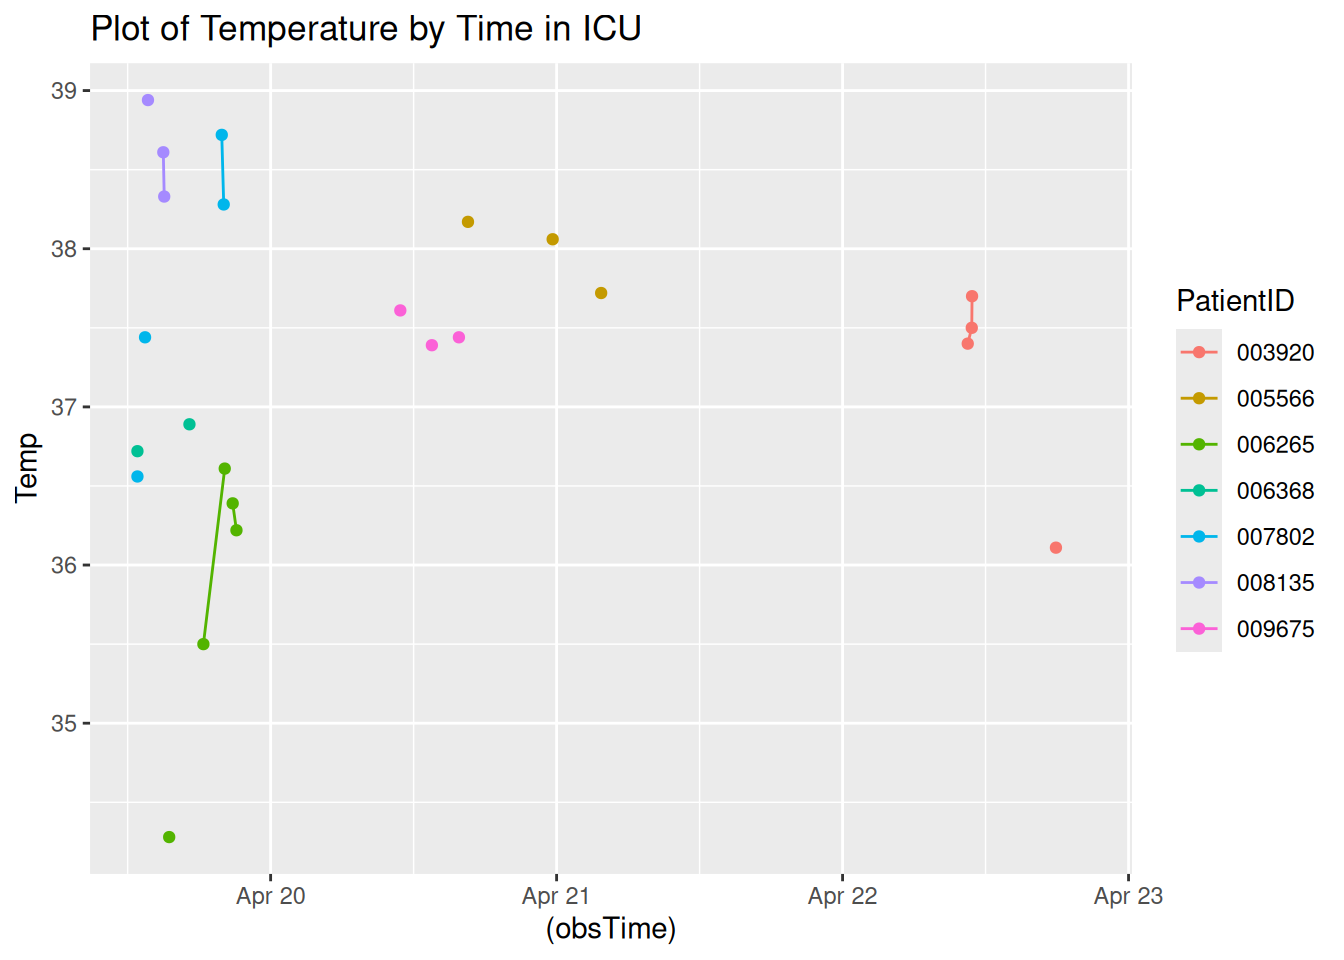 Plot of Temperature by Time in ICU
39
38
37
36
35
Temp
Apr 20
Apr 21
Apr 22
Apr 23
(obsTime)
PatientID
003920
005566
006265
006368
007802
008135
009675